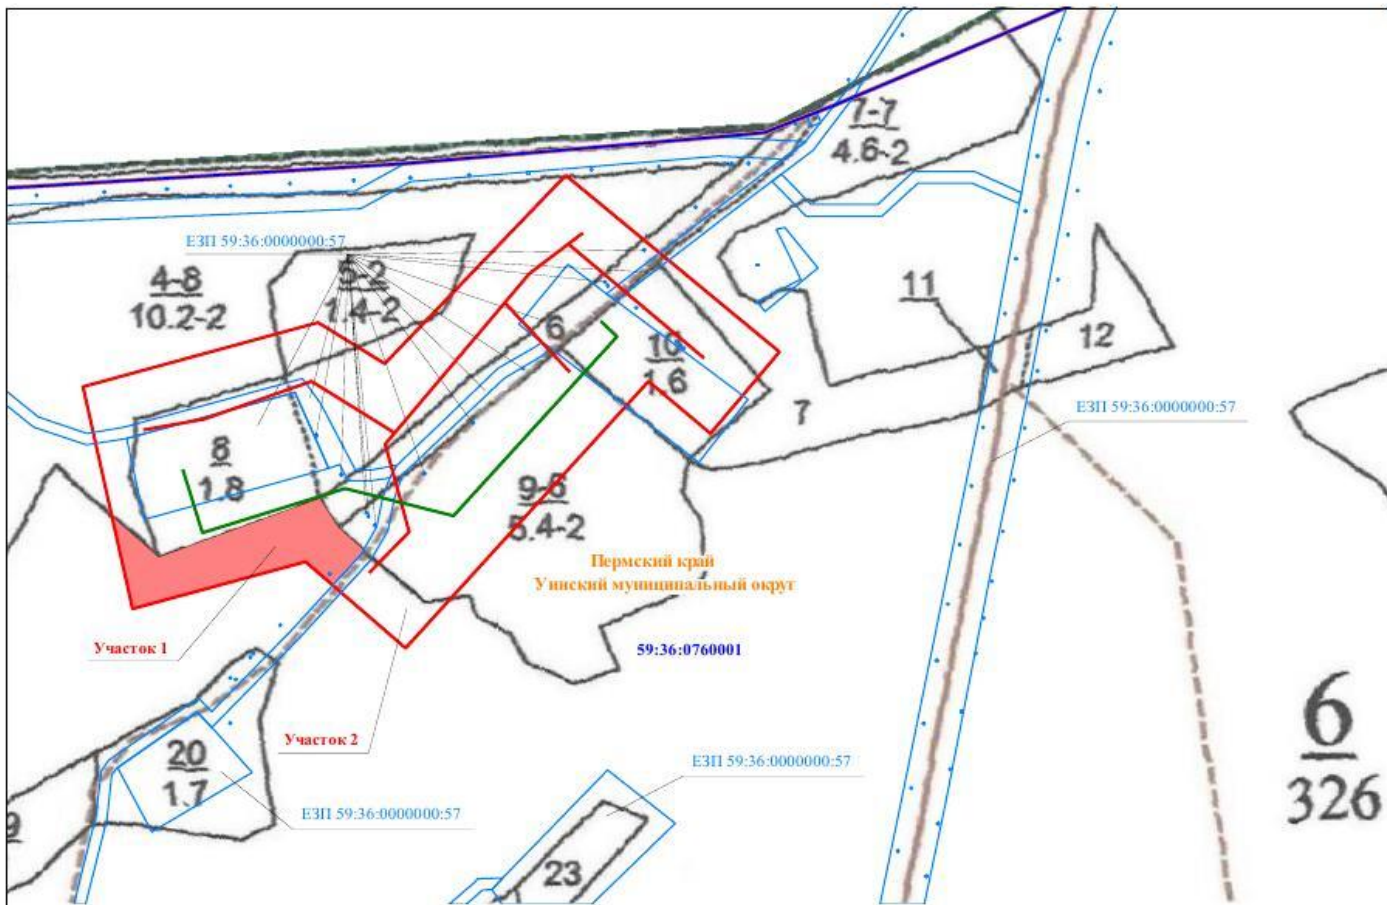 7-7
4.6-2
ЕЗП 59:36:0000000:57
4-8
10.2-2
5-2
1.4-2
11
12
6
10
1.6
7
ЕЗП 59:36:0000000:57
8
1.8
9-6
5.4-2
Пермский край
Уинский муниципальный округ
Участок 1
59:36:0760001
6
326
Участок 2
20
1.7
ЕЗП 59:36:0000000:57
ЕЗП 59:36:0000000:57
9
23